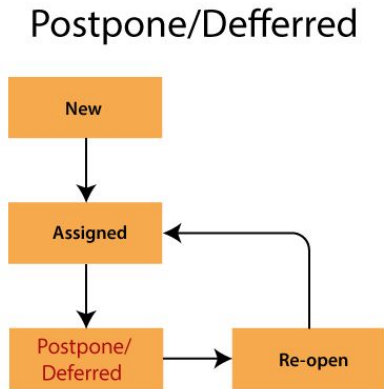 Postpone/Defferred
New
Assigned
Postpone/
Deferred
Re-open